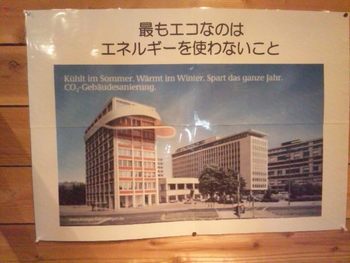 最もエコなのは
エネルギーを使わないこと
Kühlt im Sommer. Wärmt im Winter. Spart das ganze Jahr.
CO₂-Gebäudesanierung.